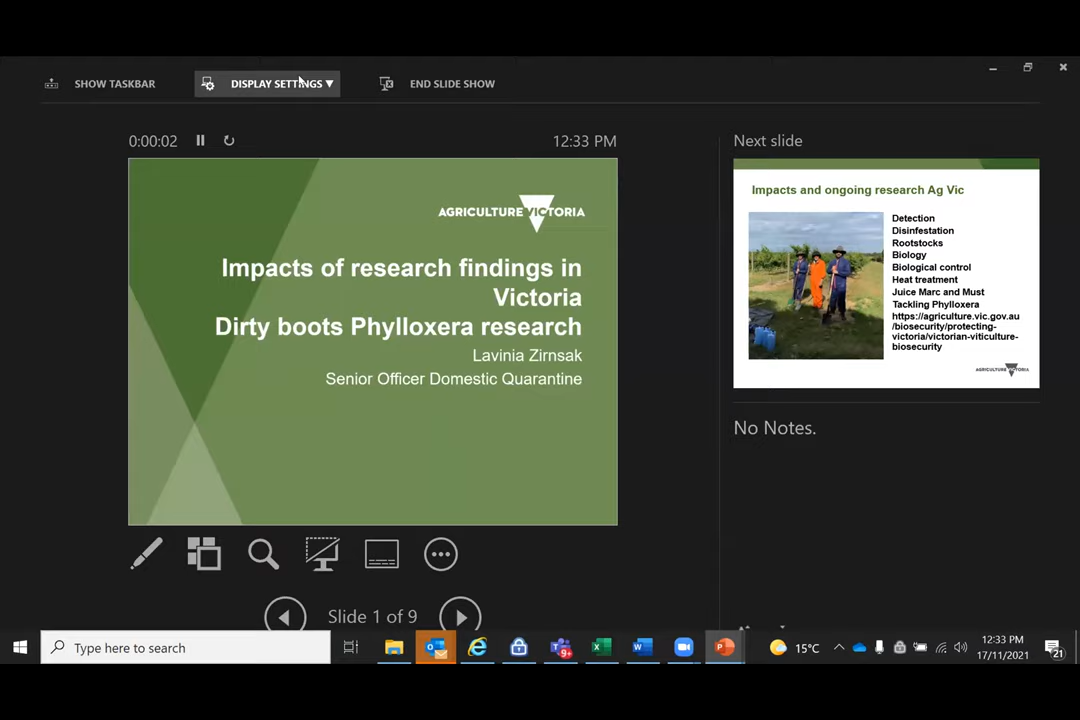 SHOW TASKBAR
DISPLAY SETTINGS ▼
END SLIDE SHOW
0:00:02
12:33 PM
AGRICULTURE VICTORIA
Impacts of research findings in
Victoria
Dirty boots Phylloxera research
Lavinia Zirnsak
Senior Officer Domestic Quarantine
Next slide
Impacts and ongoing research Ag Vic
Detection
Disinfestation
Rootstocks
Biology
Biological control
Heat treatment
Juice Marc and Must
Tackling Phylloxera
https://agriculture.vic.gov.au
/biosecurity/protecting-
victoria/victorian-viticulture-
biosecurity
AGRICULTURE VICTORIA
No Notes.
Slide 1 of 9
Type here to search
15°C
12:33 PM
17/11/2021
9+
21